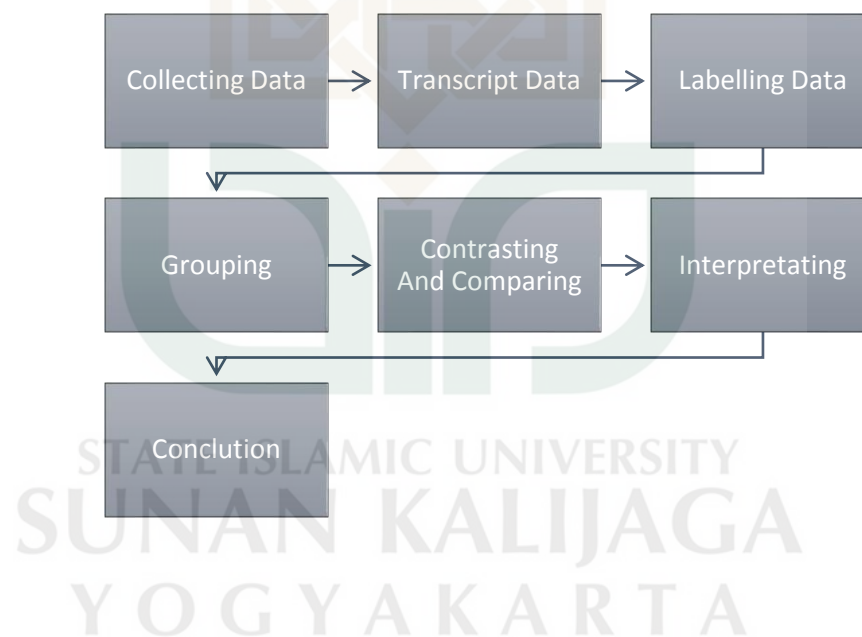 Collecting Data
Transcript Data
Labelling Data
Grouping
Contrasting
And Comparing
Interpretating
Conclution
STATE ISLAMIC UNIVERSITY
SUNAN KALIJAGA
YOGYAKARTA